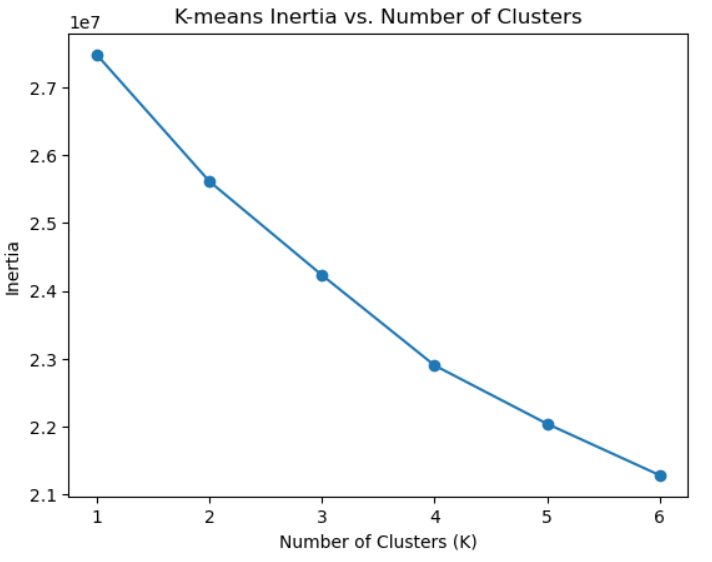 K-means Inertia vs. Number of Clusters
1e7
2.7
2.6
2.5
2.4
2.3
2.2
2.1
Inertia
1 2 3 4 5 6
Number of Clusters (K)